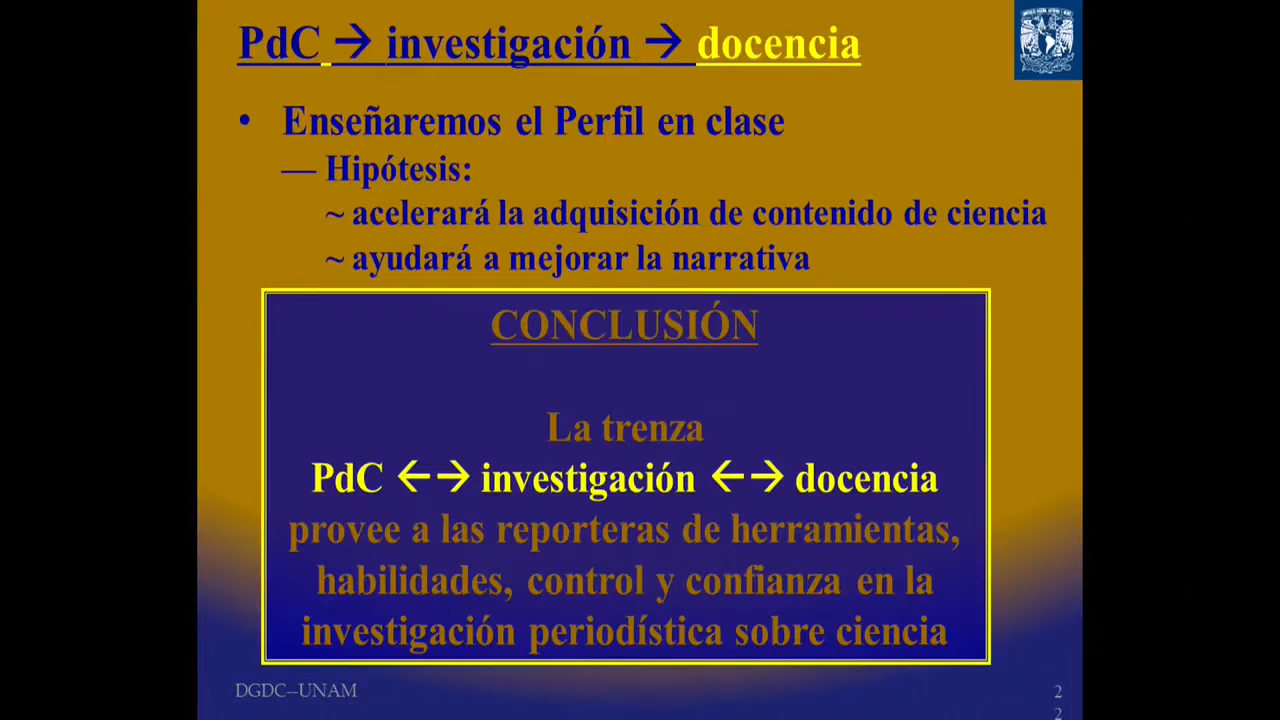 PdC → investigación → docencia
• Enseñaremos el Perfil en clase
— Hipótesis:
~ acelerará la adquisición de contenido de ciencia
~ ayudará a mejorar la narrativa
CONCLUSIÓN
La trenza
PdC ←→ investigación ←→ docencia
provee a las reporteras de herramientas,
habilidades, control y confianza en la
investigación periodística sobre ciencia
DGDC–UNAM
2
2